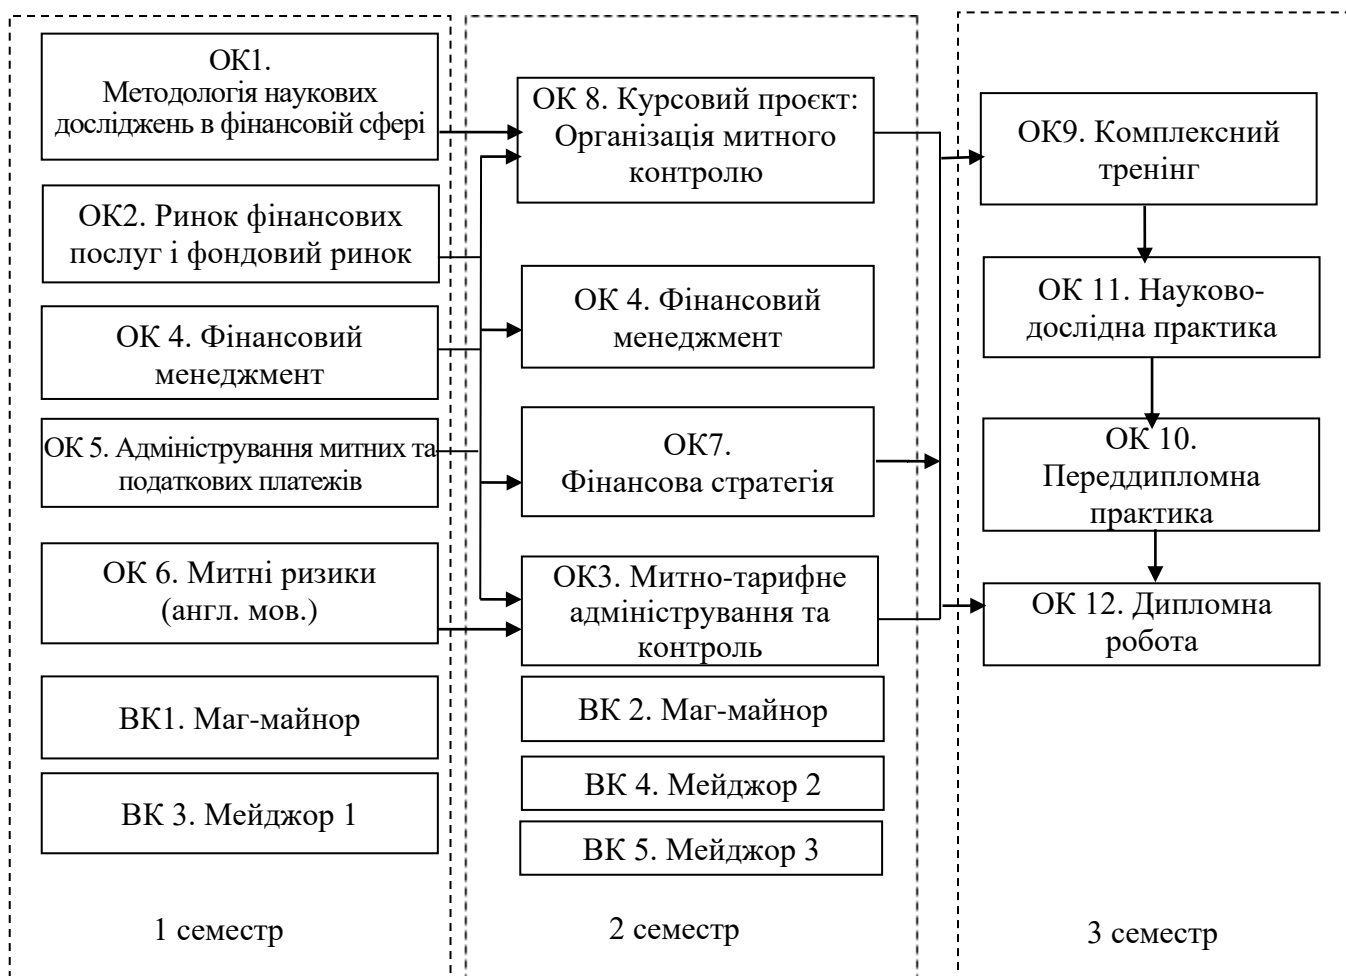 ОК1.
Методологія наукових
досліджень в фінансовій сфері
ОК2. Ринок фінансових
послуг і фондовий ринок
ОК 4. Фінансовий
менеджмент
ОК 5. Адміністрування митних та
податкових платежів
ОК 6. Митні ризики
(англ. мов.)
ВК1. Маг-майнор
ВК 3. Мейджор 1
1 семестр
ОК 8. Курсовий проєкт:
Організація митного
контролю
ОК 4. Фінансовий
менеджмент
ОК7.
Фінансова стратегія
ОК3. Митно-тарифне
адміністрування та
контроль
ВК 2. Маг-майнор
ВК 4. Мейджор 2
ВК 5. Мейджор 3
2 семестр
ОК9. Комплексний
тренінг
ОК 11. Науково-
дослідна практика
ОК 10.
Переддипломна
практика
ОК 12. Дипломна
робота
3 семестр